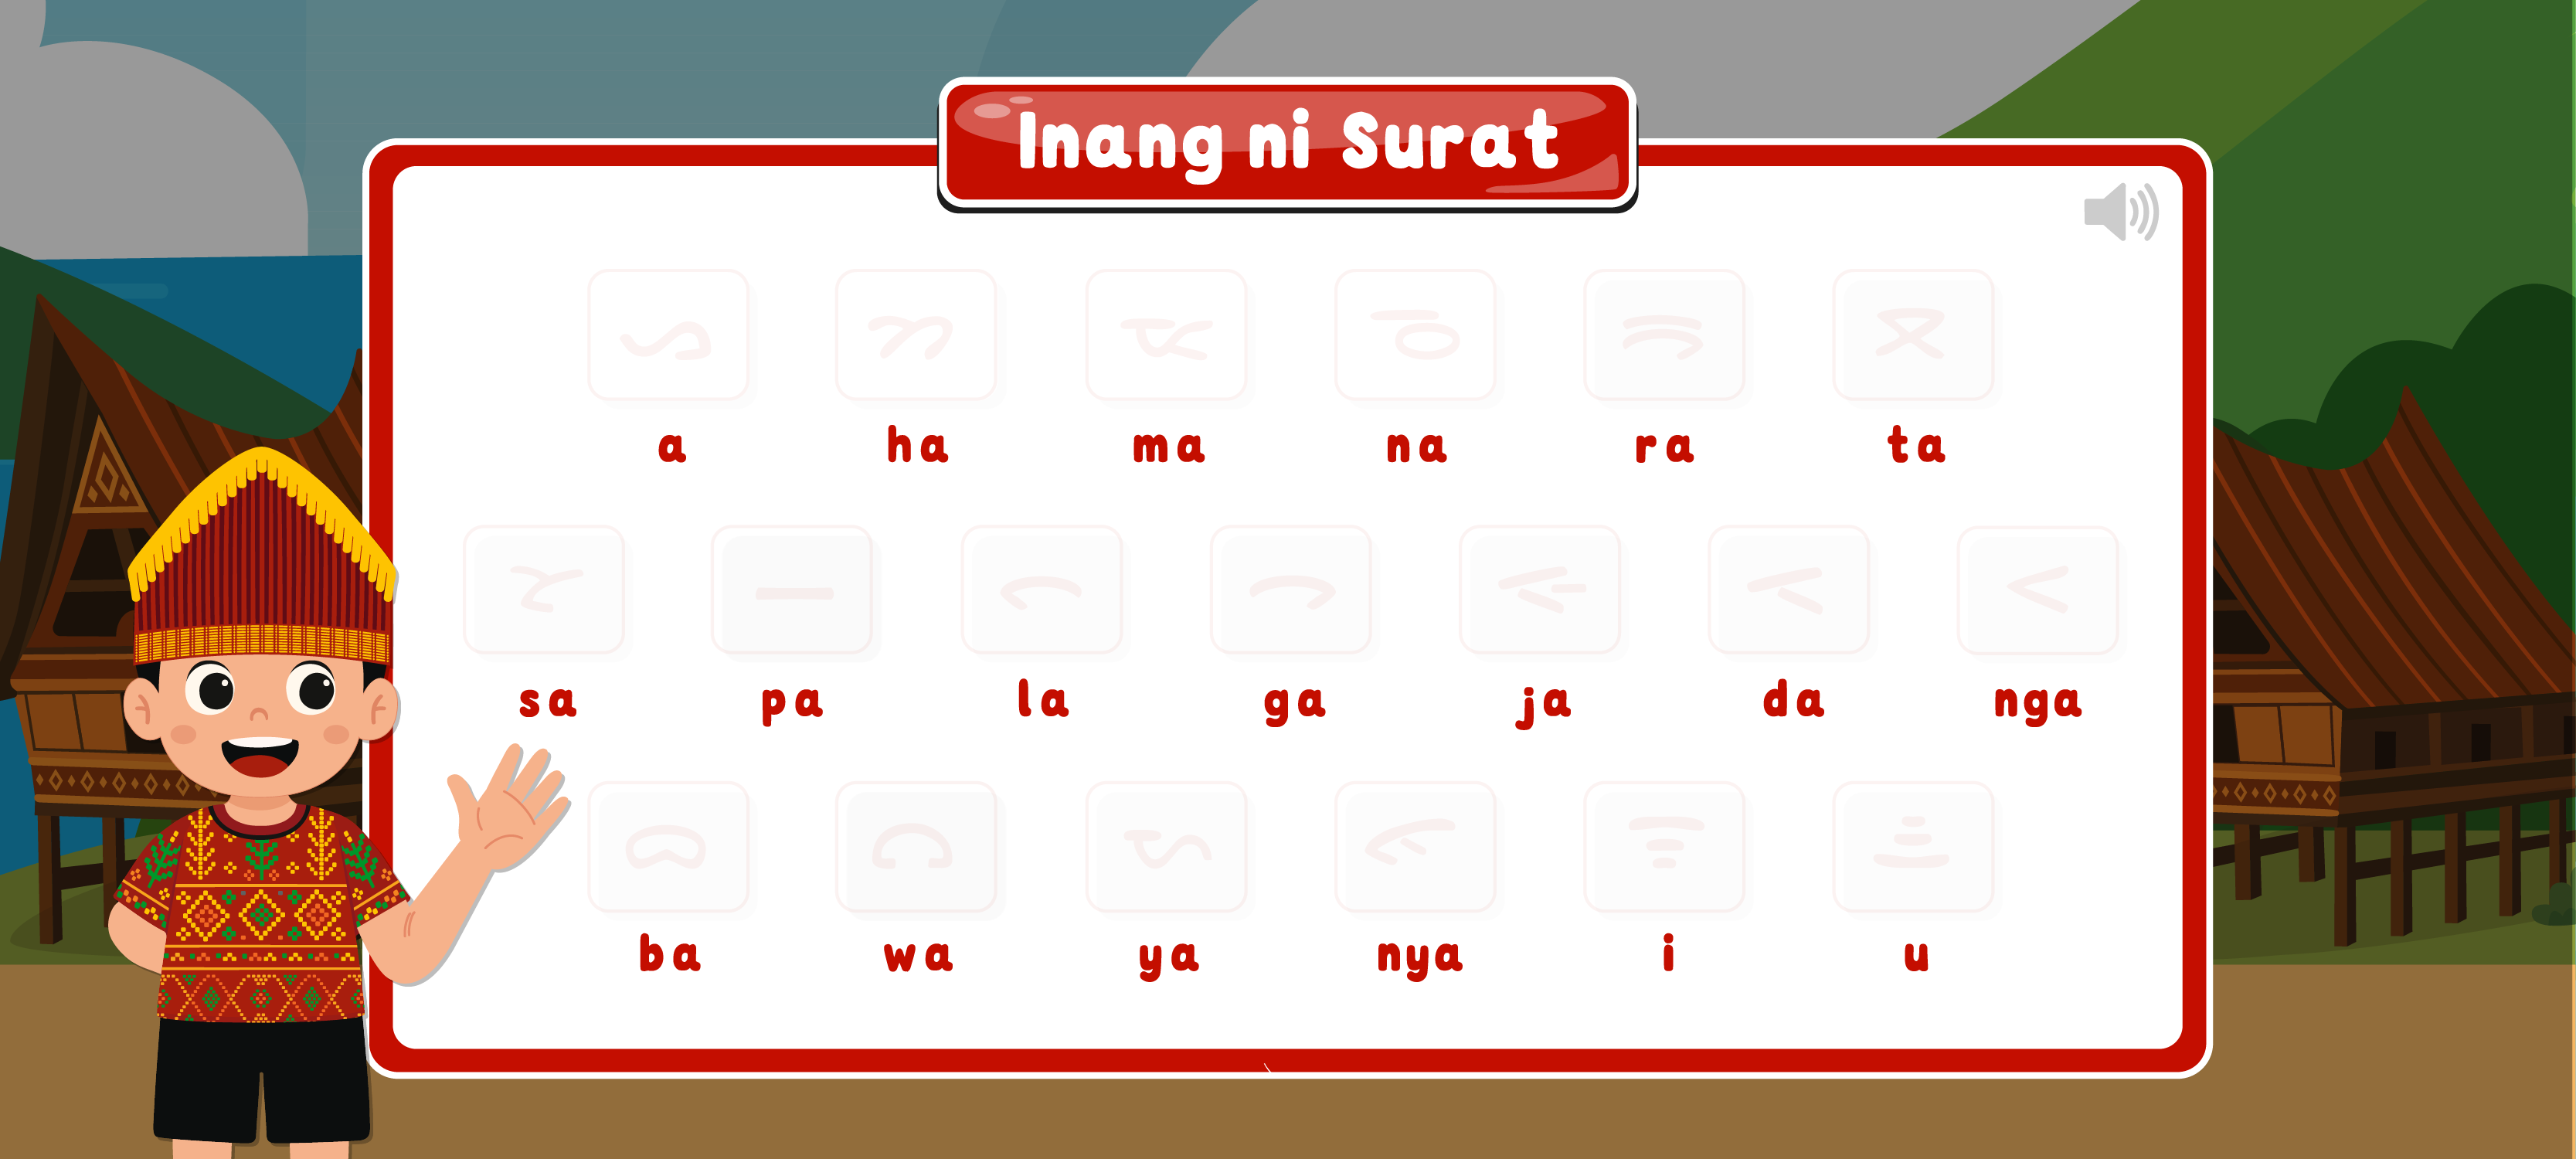 Inang ni Surat
ᯀ ᯂ ᯔ ᯉ ᯒ ᯖ
a ha ma na ra ta
ᯘ ᯇ ᯞ ᯎ ᯐ ᯑ ᯝ
sa pa la ga ja da nga
ᯅ ᯋ ᯛ ᯠ ᯤ ᯥ
ba wa ya nya i u